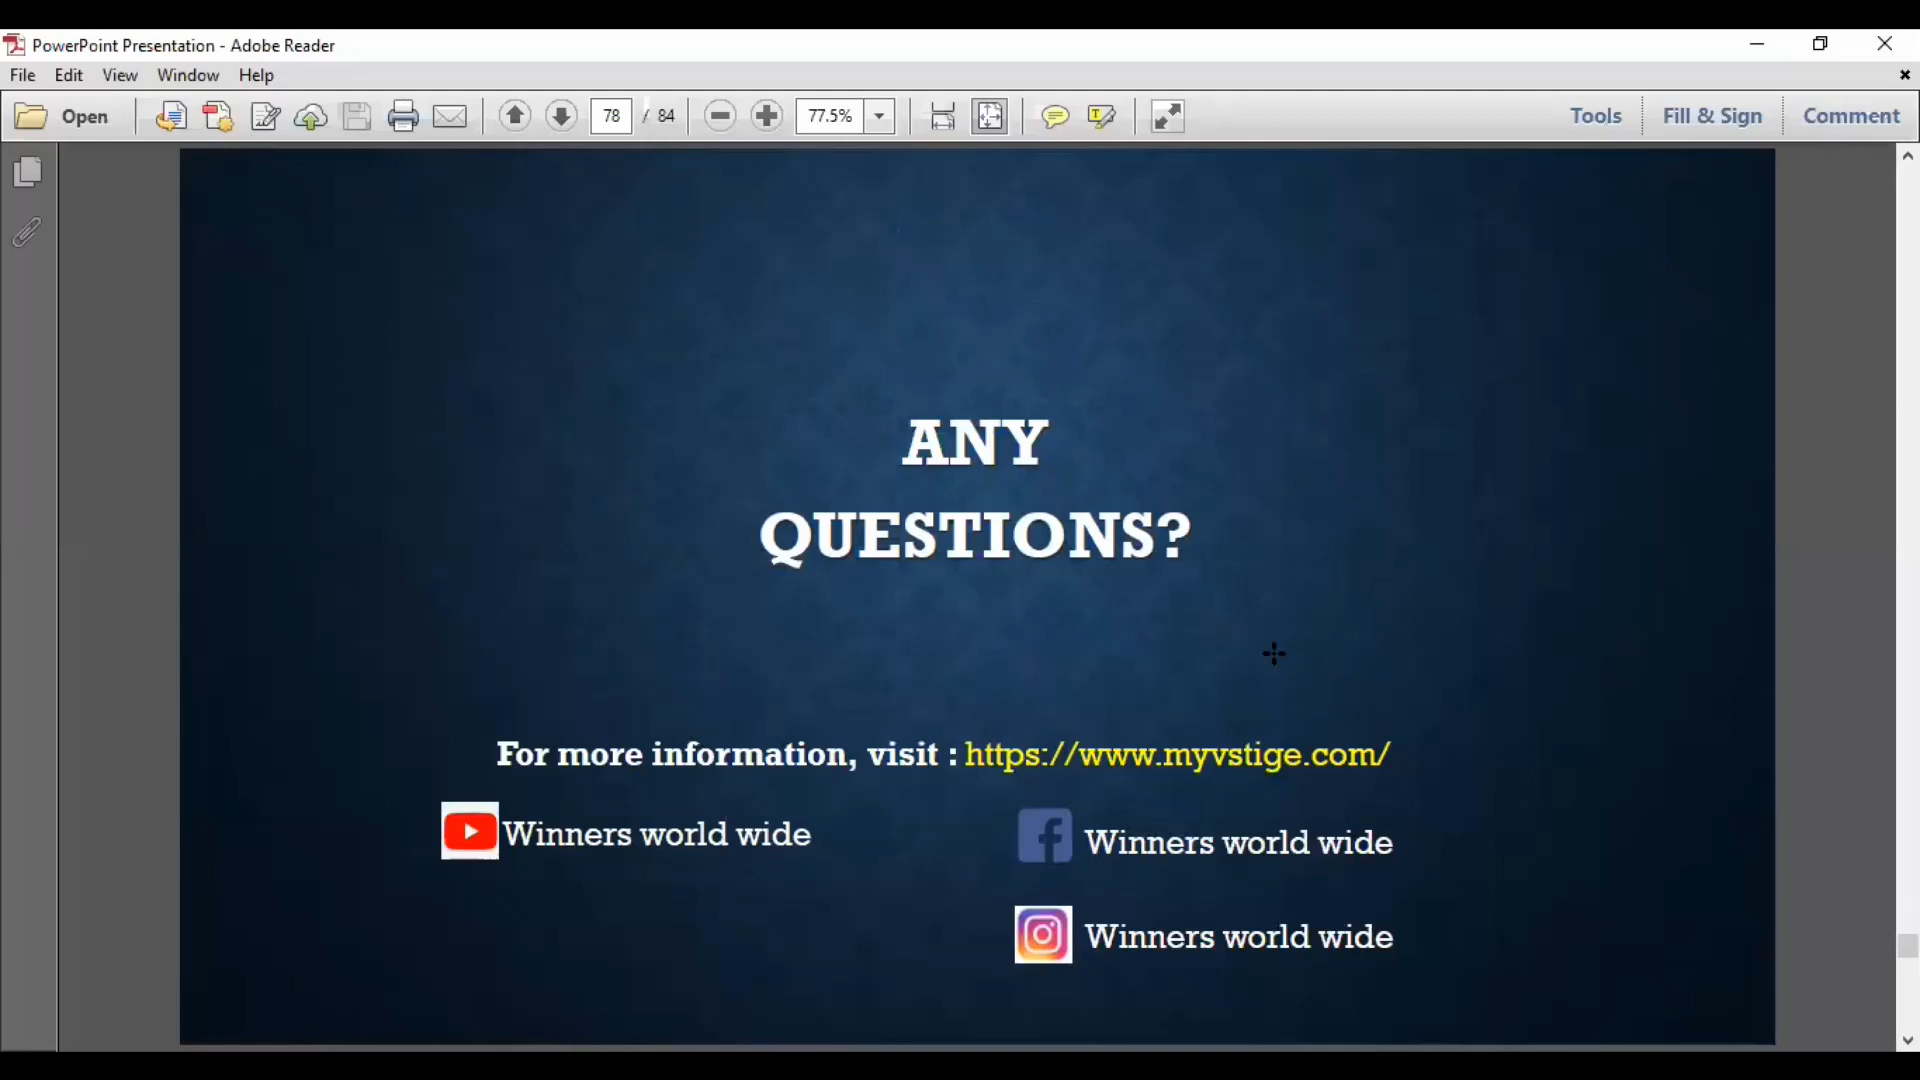 PowerPoint Presentation - Adobe Reader
File Edit View Window Help
Open 78 / 84 77.5% Tools Fill & Sign Comment
ANY
QUESTIONS?
For more information, visit : https://www.myvstige.com/
Winners world wide
Winners world wide
Winners world wide